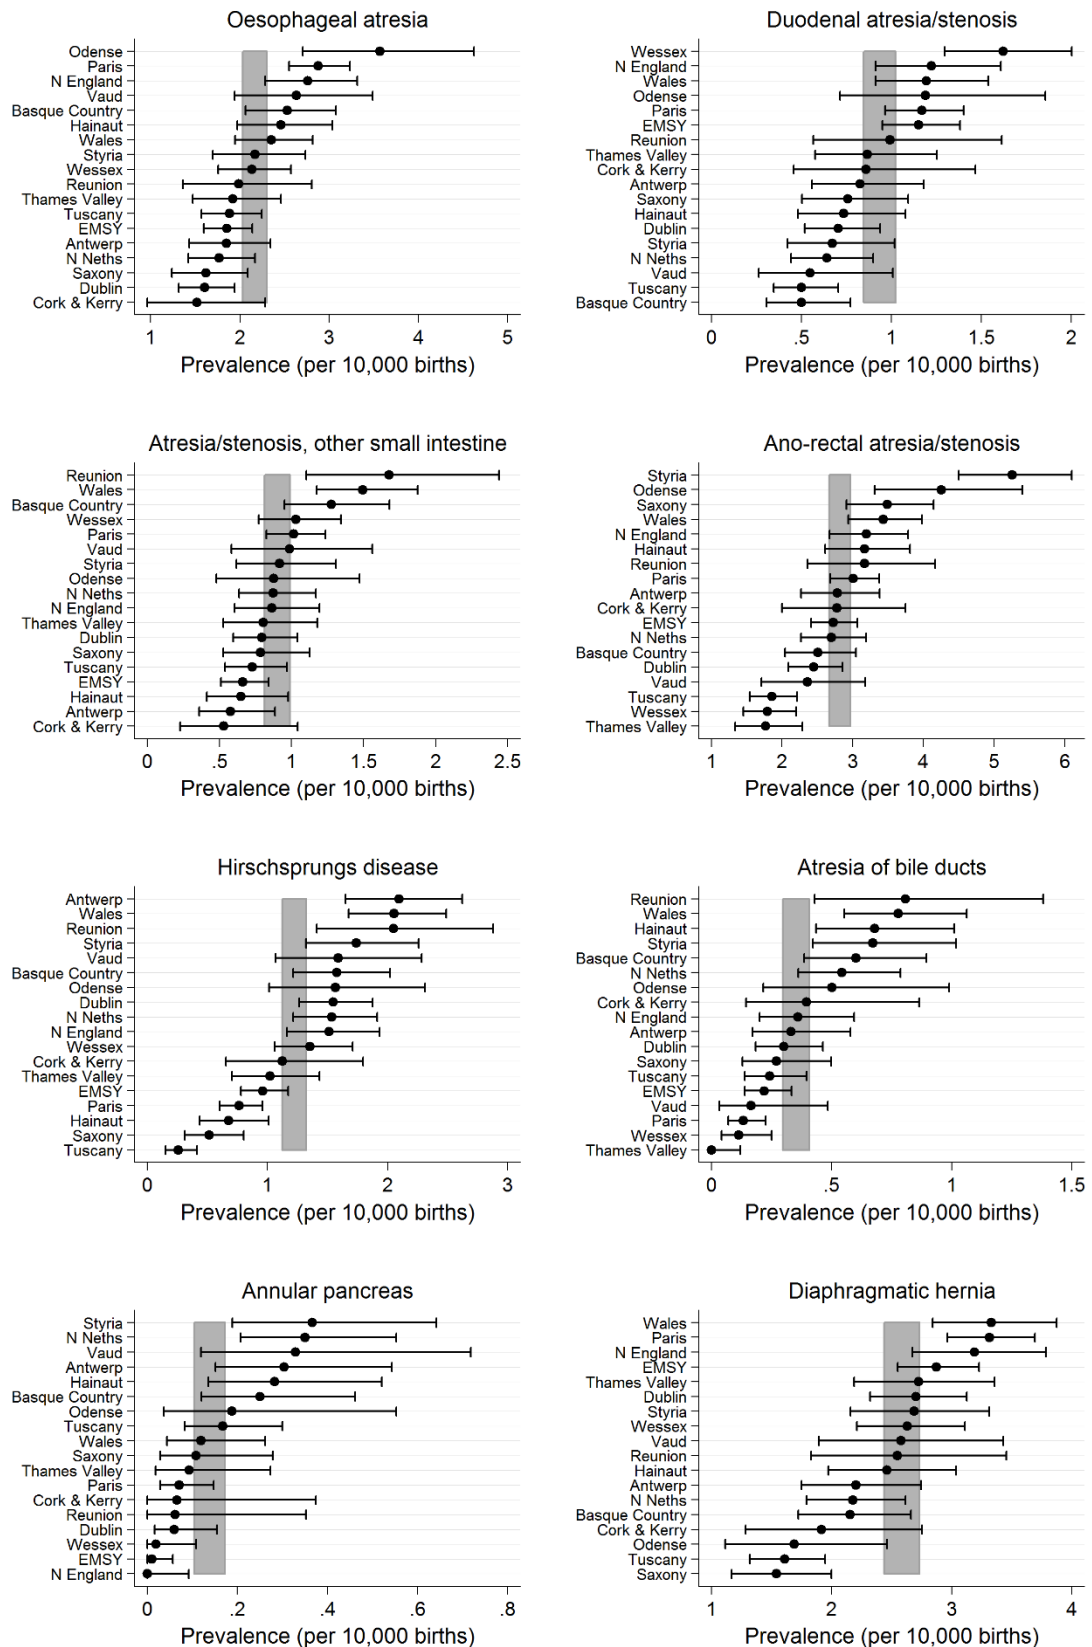 Oesophageal atresia
Odense
Paris
N England
Vaud
Basque Country
Hainaut
Wales
Styria
Wessex
Reunion
Thames Valley
Tuscany
EMSY
Antwerp
N Neths
Saxony
Dublin
Cork & Kerry
1 2 3 4 5
Prevalence (per 10,000 births)
Duodenal atresia/stenosis
Wessex
N England
Wales
Odense
Paris
EMSY
Reunion
Thames Valley
Cork & Kerry
Antwerp
Saxony
Hainaut
Dublin
Styria
N Neths
Vaud
Tuscany
Basque Country
0 .5 1 1.5 2
Prevalence (per 10,000 births)
Atresia/stenosis, other small intestine
Reunion
Wales
Basque Country
Wessex
Paris
Vaud
Styria
Odense
N Neths
N England
Thames Valley
Dublin
Saxony
Tuscany
EMSY
Hainaut
Antwerp
Cork & Kerry
0 .5 1 1.5 2 2.5
Prevalence (per 10,000 births)
Ano-rectal atresia/stenosis
Styria
Odense
Saxony
Wales
N England
Hainaut
Reunion
Paris
Antwerp
Cork & Kerry
EMSY
N Neths
Basque Country
Dublin
Vaud
Tuscany
Wessex
Thames Valley
1 2 3 4 5 6
Prevalence (per 10,000 births)
Hirschsprungs disease
Antwerp
Wales
Reunion
Styria
Vaud
Basque Country
Odense
Dublin
N Neths
N England
Wessex
Cork & Kerry
Thames Valley
EMSY
Paris
Hainaut
Saxony
Tuscany
0 1 2 3
Prevalence (per 10,000 births)
Atresia of bile ducts
Reunion
Wales
Hainaut
Styria
Basque Country
N Neths
Odense
Cork & Kerry
N England
Antwerp
Dublin
Saxony
Tuscany
EMSY
Vaud
Paris
Wessex
Thames Valley
0 .5 1 1.5
Prevalence (per 10,000 births)
Annular pancreas
Styria
N Neths
Vaud
Antwerp
Hainaut
Basque Country
Odense
Tuscany
Wales
Saxony
Thames Valley
Paris
Cork & Kerry
Reunion
Dublin
Wessex
EMSY
N England
0 .2 .4 .6 .8
Prevalence (per 10,000 births)
Diaphragmatic hernia
Wales
Paris
N England
EMSY
Thames Valley
Dublin
Styria
Wessex
Vaud
Reunion
Hainaut
Antwerp
N Neths
Basque Country
Cork & Kerry
Odense
Tuscany
Saxony
1 2 3 4
Prevalence (per 10,000 births)